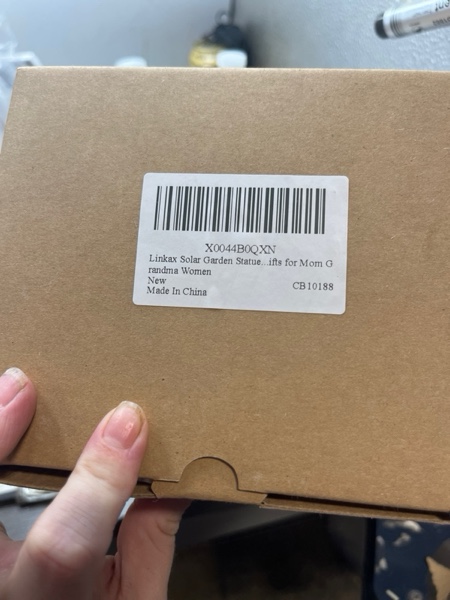 X0044B0QXN
Linkax Solar Garden Statue...ifts for Mom G
randma Women
New
CB10188
Made In China